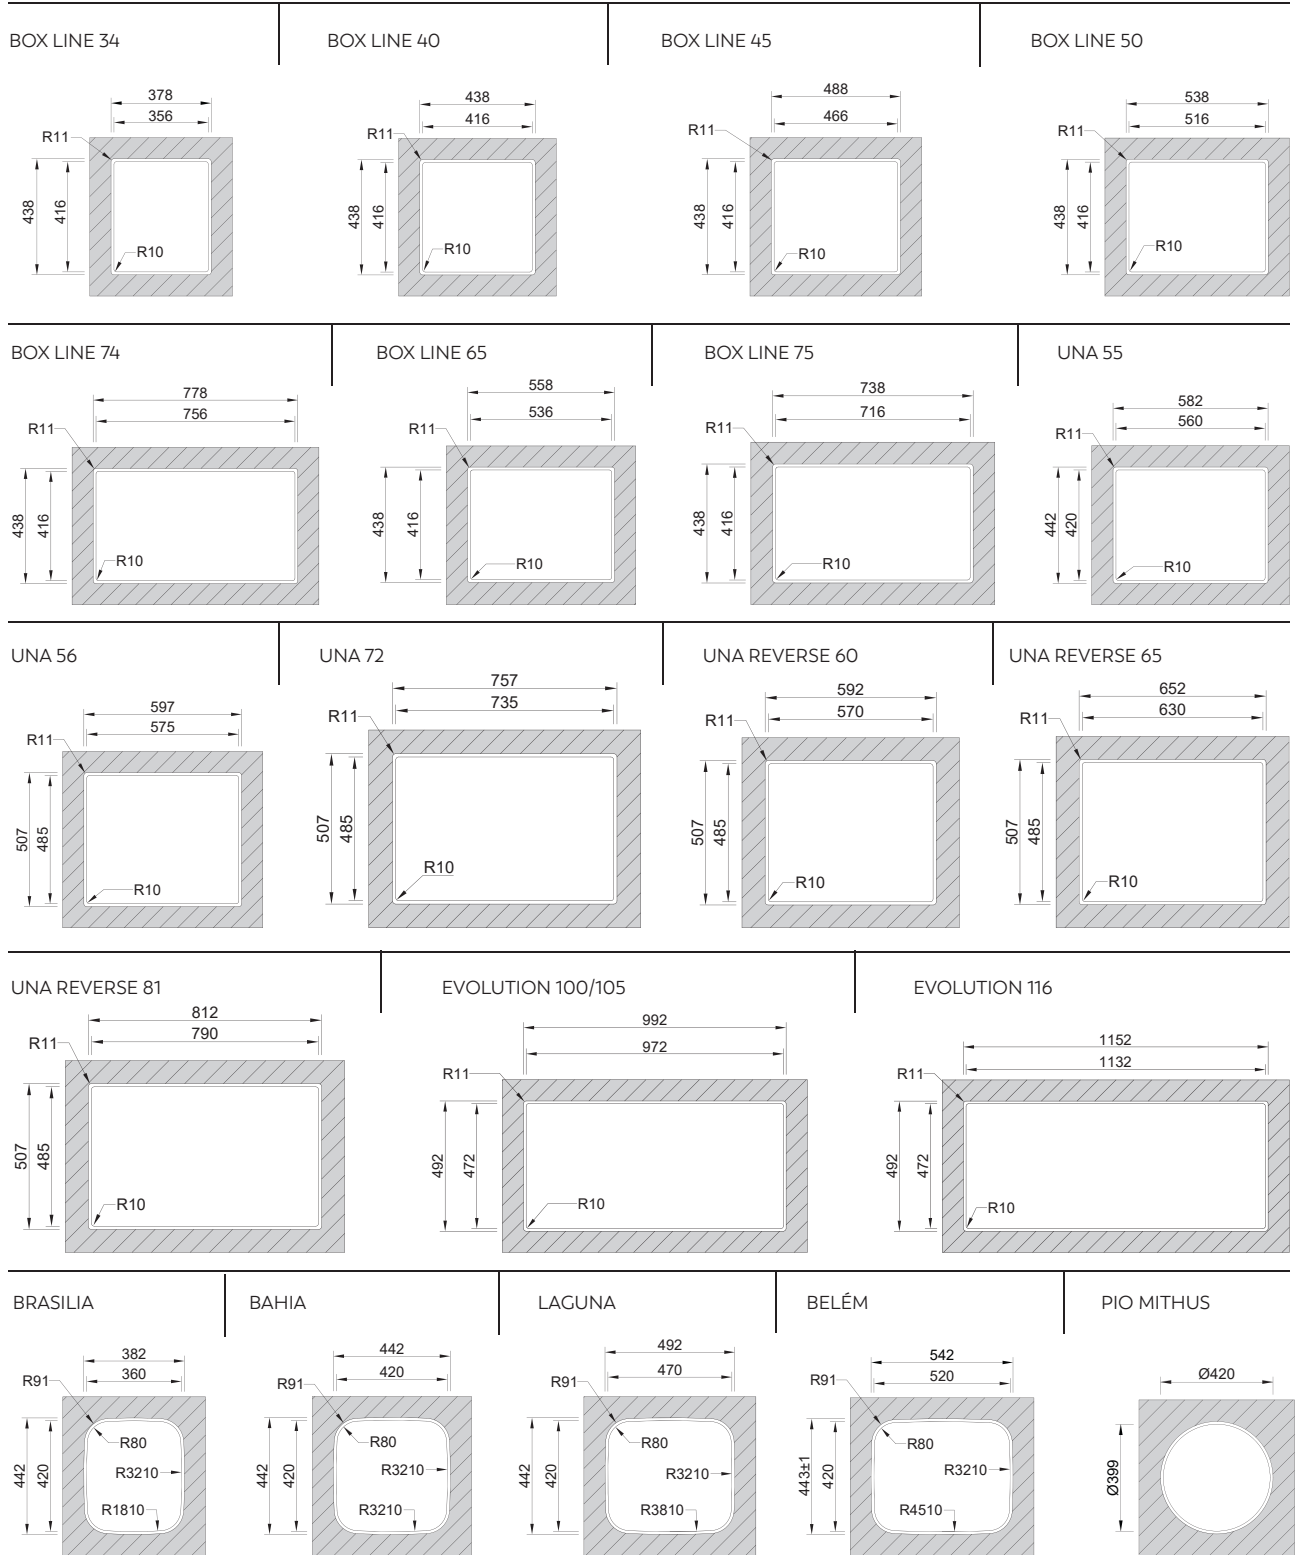 BOX LINE 34
378
356
R11
438
416
R10
BOX LINE 40
438
416
R11
438
416
R10
BOX LINE 45
488
466
R11
438
416
R10
BOX LINE 50
538
516
R11
438
416
R10
BOX LINE 74
778
756
R11
438
416
R10
BOX LINE 65
558
536
R11
438
416
R10
BOX LINE 75
738
716
R11
438
416
R10
UNA 55
582
560
R11
442
420
R10
UNA 56
597
575
R11
507
485
R10
UNA 72
757
735
R11
507
485
R10
UNA REVERSE 60
592
570
R11
507
485
R10
UNA REVERSE 65
652
630
R11
507
485
R10
UNA REVERSE 81
812
790
R11
507
485
R10
EVOLUTION 100/105
992
972
R11
492
472
R10
EVOLUTION 116
1152
1132
R11
492
472
R10
BRASILIA
382
360
R91
R80
442
420
R3210
R1810
BAHIA
442
420
R91
R80
442
420
R3210
R3210
LAGUNA
492
470
R91
R80
442
420
R3210
R3810
BELÉM
542
520
R91
R80
443±1
420
R3210
R4510
PIO MITHUS
Ø420
Ø399